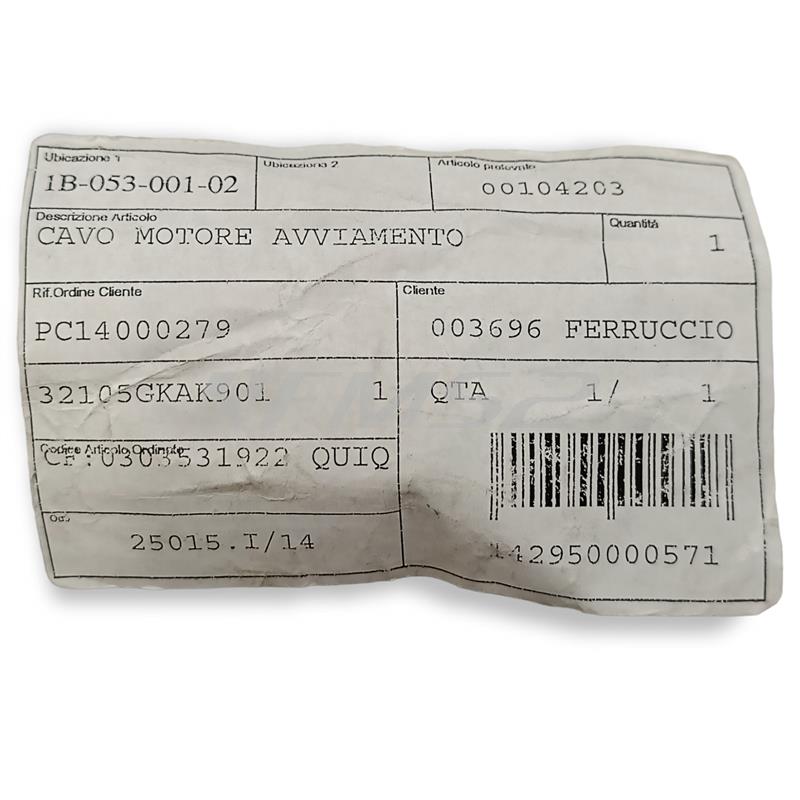 Ubicazione 1
Ubicazione 2
Articolo prelevato
1B-053-001-02
00104203
Descrizione Articolo
CAVO MOTORE AVVIAMENTO
Quantità
1
Rif.Ordine Cliente
Cliente
PC14000279
003696 FERRUCCIO
32105GKAK901 1
QTA 1/ 1
Codice Articolo Ordinato
CF:0303531922 QUIQ
25015.I/14
142950000571